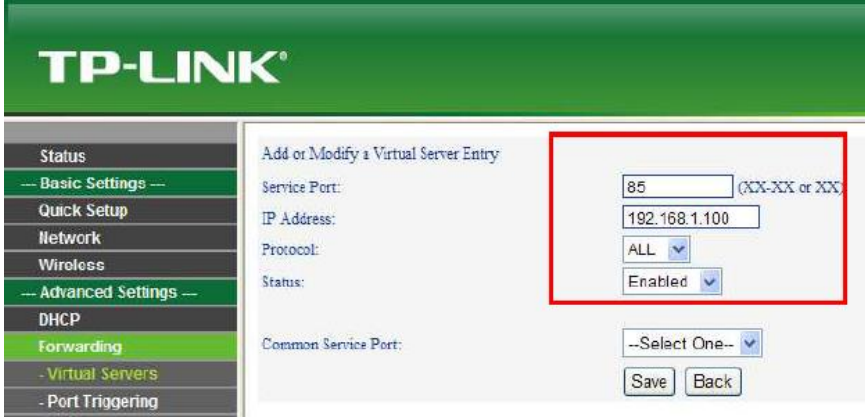 TP-LINK®
Status
--- Basic Settings ---
Quick Setup
Network
Wireless
--- Advanced Settings ---
DHCP
Forwarding
- Virtual Servers
- Port Triggering
Add or Modify a Virtual Server Entry
Service Port: 85 (XX-XX or XX)
IP Address: 192.168.1.100
Protocol: ALL
Status: Enabled
Common Service Port: --Select One--
Save Back